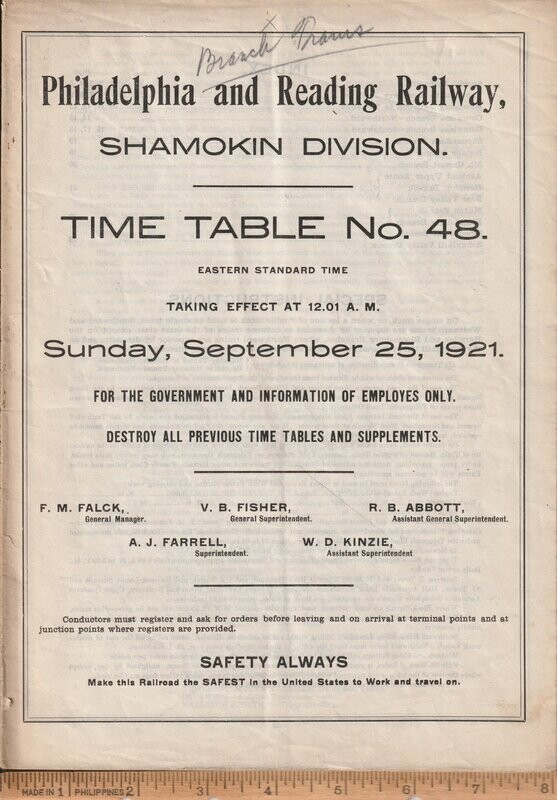 Branch Trains
Philadelphia and Reading Railway,
SHAMOKIN DIVISION.
TIME TABLE No. 48.
EASTERN STANDARD TIME
TAKING EFFECT AT 12.01 A. M.
Sunday, September 25, 1921.
FOR THE GOVERNMENT AND INFORMATION OF EMPLOYES ONLY.
DESTROY ALL PREVIOUS TIME TABLES AND SUPPLEMENTS.
F. M. FALCK, V. B. FISHER, R. B. ABBOTT,
General Manager. General Superintendent. Assistant General Superintendent.
A. J. FARRELL, W. D. KINZIE,
Superintendent. Assistant Superintendent
Conductors must register and ask for orders before leaving and on arrival at terminal points and at
junction points where registers are provided.
SAFETY ALWAYS
Make this Railroad the SAFEST in the United States to Work and travel on.
MADE IN 1 PHILIPPINES 2 3 4 5 6 7 8